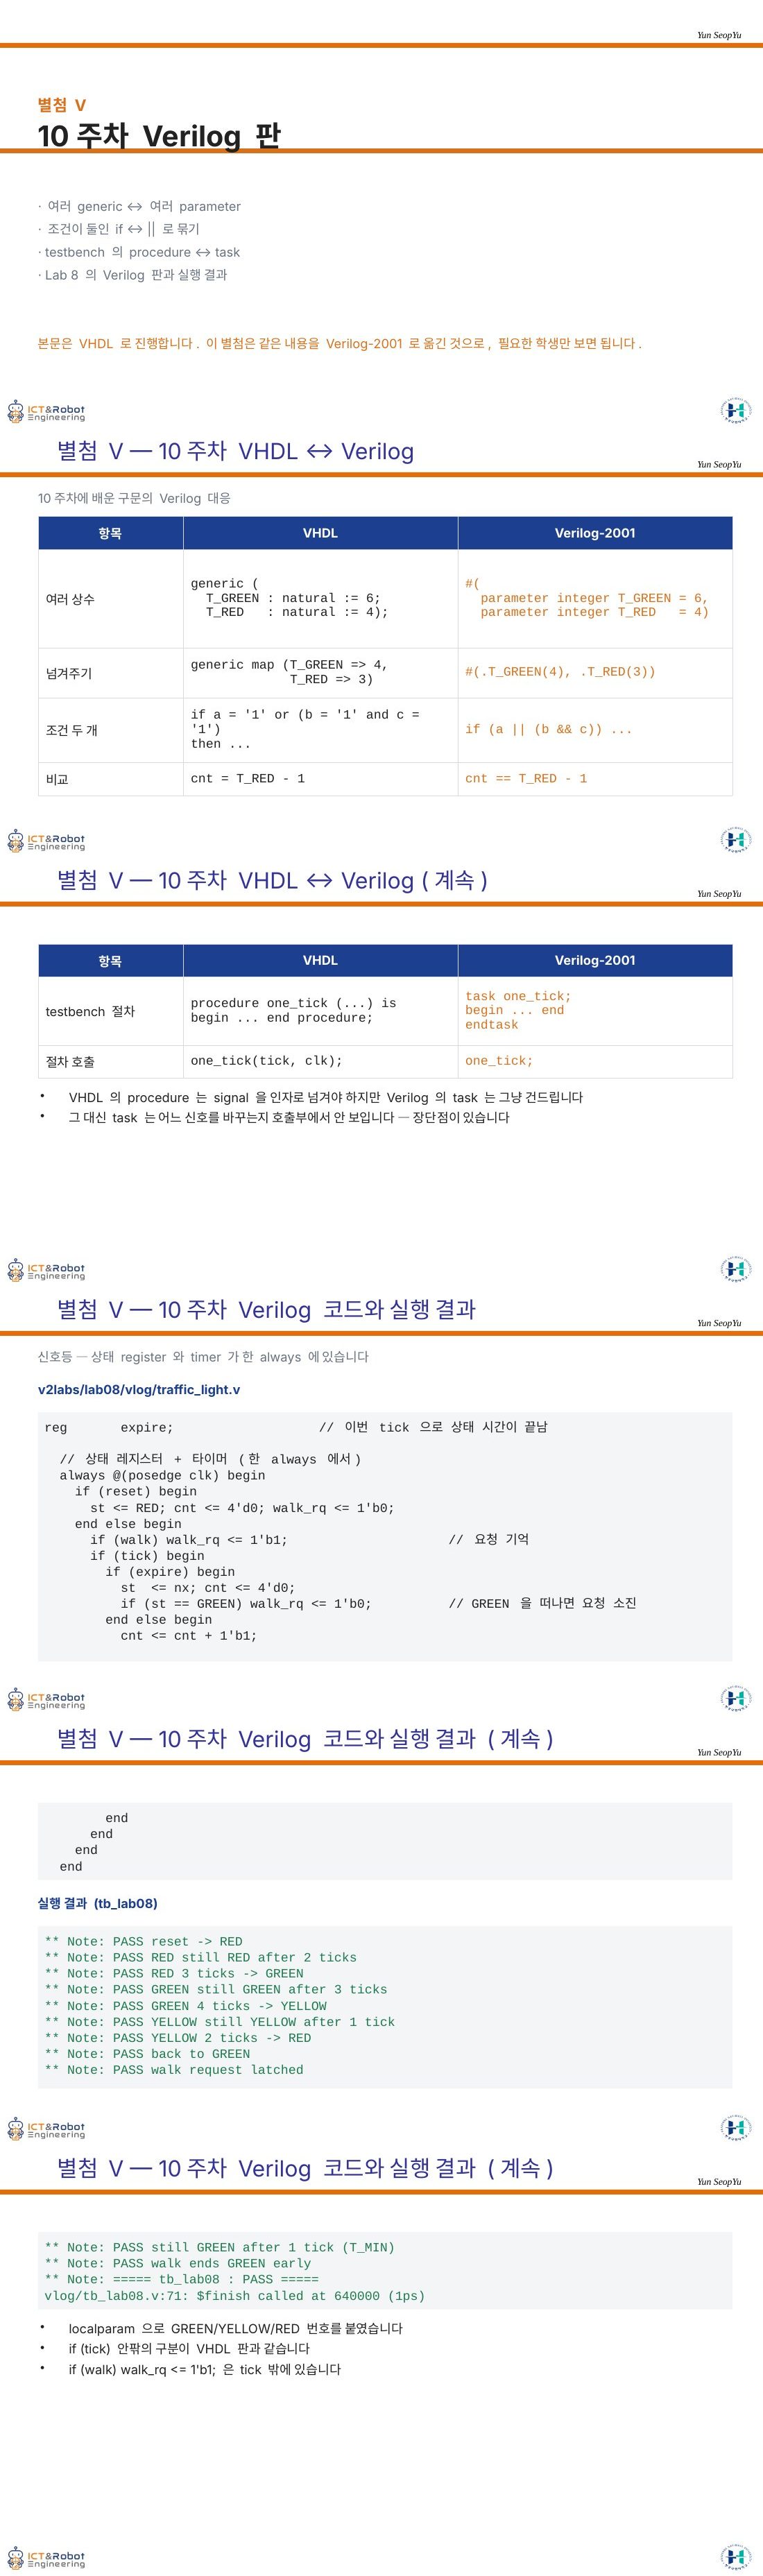 Yun SeopYu
별첨 V
10 주차 Verilog 판
· 여러 generic ↔ 여러 parameter
· 조건이 둘인 if ↔ || 로 묶기
· testbench 의 procedure ↔ task
· Lab 8 의 Verilog 판과 실행 결과
본문은 VHDL 로 진행합니다 . 이 별첨은 같은 내용을 Verilog-2001 로 옮긴 것으로 , 필요한 학생만 보면 됩니다 .
ICT&Robot
Engineering
별첨 V — 10 주차 VHDL ↔ Verilog
Yun SeopYu
10 주차에 배운 구문의 Verilog 대응
항목 VHDL Verilog-2001
여러 상수
generic (
  T_GREEN : natural := 6;
  T_RED   : natural := 4);
#(
  parameter integer T_GREEN = 6,
  parameter integer T_RED   = 4)
넘겨주기
generic map (T_GREEN => 4,
             T_RED => 3)
#(.T_GREEN(4), .T_RED(3))
조건 두 개
if a = '1' or (b = '1' and c =
'1')
then ...
if (a || (b && c)) ...
비교
cnt = T_RED - 1
cnt == T_RED - 1
ICT&Robot
Engineering
별첨 V — 10 주차 VHDL ↔ Verilog ( 계속 )
Yun SeopYu
항목 VHDL Verilog-2001
testbench 절차
procedure one_tick (...) is
begin ... end procedure;
task one_tick;
begin ... end
endtask
절차 호출
one_tick(tick, clk);
one_tick;
• VHDL 의 procedure 는 signal 을 인자로 넘겨야 하지만 Verilog 의 task 는 그냥 건드립니다
• 그 대신 task 는 어느 신호를 바꾸는지 호출부에서 안 보입니다 — 장단점이 있습니다
ICT&Robot
Engineering
별첨 V — 10 주차 Verilog 코드와 실행 결과
Yun SeopYu
신호등 — 상태 register 와 timer 가 한 always 에 있습니다
v2labs/lab08/vlog/traffic_light.v
reg       expire;                   // 이번 tick 으로 상태 시간이 끝남
  // 상태 레지스터 + 타이머 ( 한 always 에서 )
  always @(posedge clk) begin
    if (reset) begin
      st <= RED; cnt <= 4'd0; walk_rq <= 1'b0;
    end else begin
      if (walk) walk_rq <= 1'b1;                     // 요청 기억
      if (tick) begin
        if (expire) begin
          st  <= nx; cnt <= 4'd0;
          if (st == GREEN) walk_rq <= 1'b0;          // GREEN 을 떠나면 요청 소진
        end else begin
          cnt <= cnt + 1'b1;
ICT&Robot
Engineering
별첨 V — 10 주차 Verilog 코드와 실행 결과 ( 계속 )
Yun SeopYu
        end
      end
    end
  end
실행 결과 (tb_lab08)
** Note: PASS reset -> RED
** Note: PASS RED still RED after 2 ticks
** Note: PASS RED 3 ticks -> GREEN
** Note: PASS GREEN still GREEN after 3 ticks
** Note: PASS GREEN 4 ticks -> YELLOW
** Note: PASS YELLOW still YELLOW after 1 tick
** Note: PASS YELLOW 2 ticks -> RED
** Note: PASS back to GREEN
** Note: PASS walk request latched
ICT&Robot
Engineering
별첨 V — 10 주차 Verilog 코드와 실행 결과 ( 계속 )
Yun SeopYu
** Note: PASS still GREEN after 1 tick (T_MIN)
** Note: PASS walk ends GREEN early
** Note: ===== tb_lab08 : PASS =====
vlog/tb_lab08.v:71: $finish called at 640000 (1ps)
• localparam 으로 GREEN/YELLOW/RED 번호를 붙였습니다
• if (tick) 안팎의 구분이 VHDL 판과 같습니다
• if (walk) walk_rq <= 1'b1; 은 tick 밖에 있습니다
ICT&Robot
Engineering